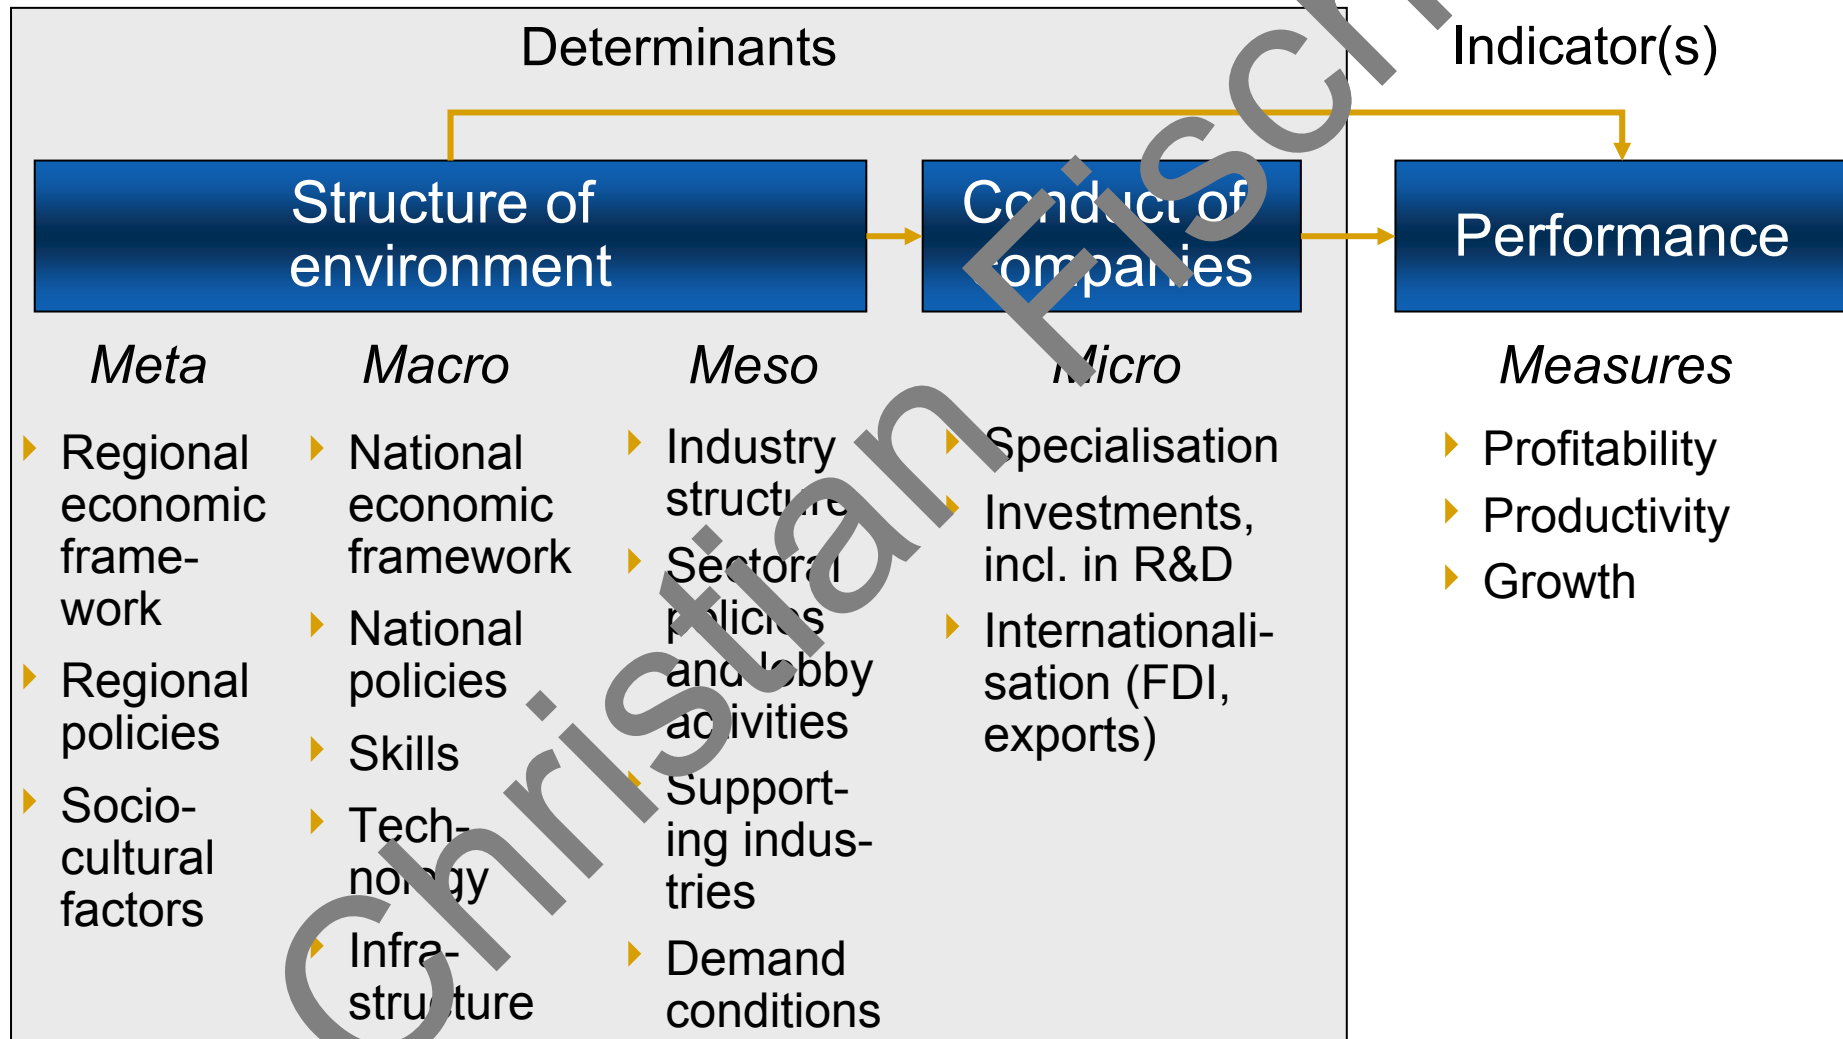 Determinants
Indicator(s)
Structure of
environment
Conduct of
companies
Performance
Meta
Regional
economic
frame-
work
Regional
policies
Socio-
cultural
factors
Macro
National
economic
framework
National
policies
Skills
Tech-
nology
Infra-
structure
Meso
Industry
structure
Sectoral
policies
and lobby
activities
Support-
ing indus-
tries
Demand
conditions
Micro
Specialisation
Investments,
incl. in R&D
Internationali-
sation (FDI,
exports)
Measures
Profitability
Productivity
Growth
Christian